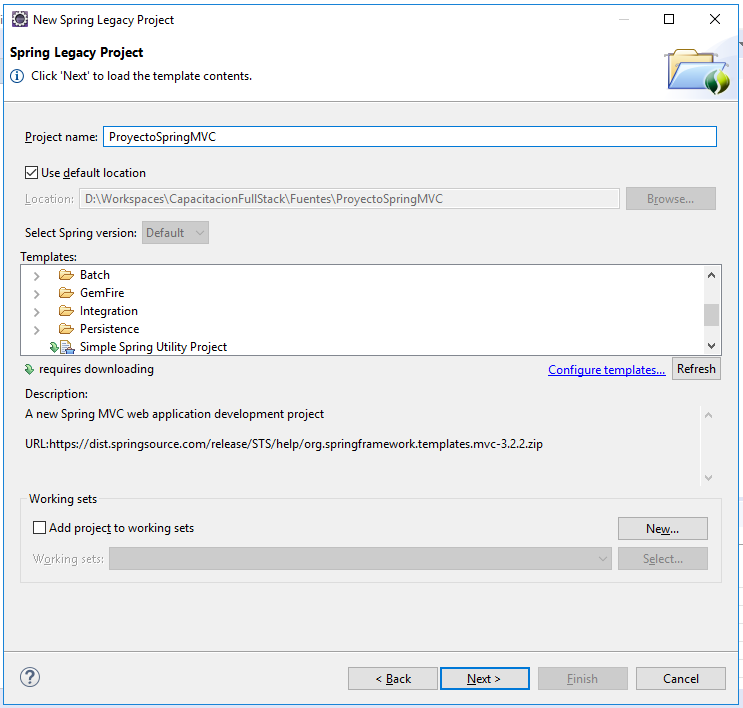 New Spring Legacy Project
Spring Legacy Project
Click 'Next' to load the template contents.
Project name: ProyectoSpringMVC
Use default location
Location: D:\Workspaces\CapacitacionFullStack\Fuentes\ProyectoSpringMVC Browse...
Select Spring version: Default
Templates:
Batch
GemFire
Integration
Persistence
Simple Spring Utility Project
requires downloading Configure templates... Refresh
Description:
A new Spring MVC web application development project
URL:https://dist.springsource.com/release/STS/help/org.springframework.templates.mvc-3.2.2.zip
Working sets
Add project to working sets New...
Working sets: Select...
? < Back Next > Finish Cancel